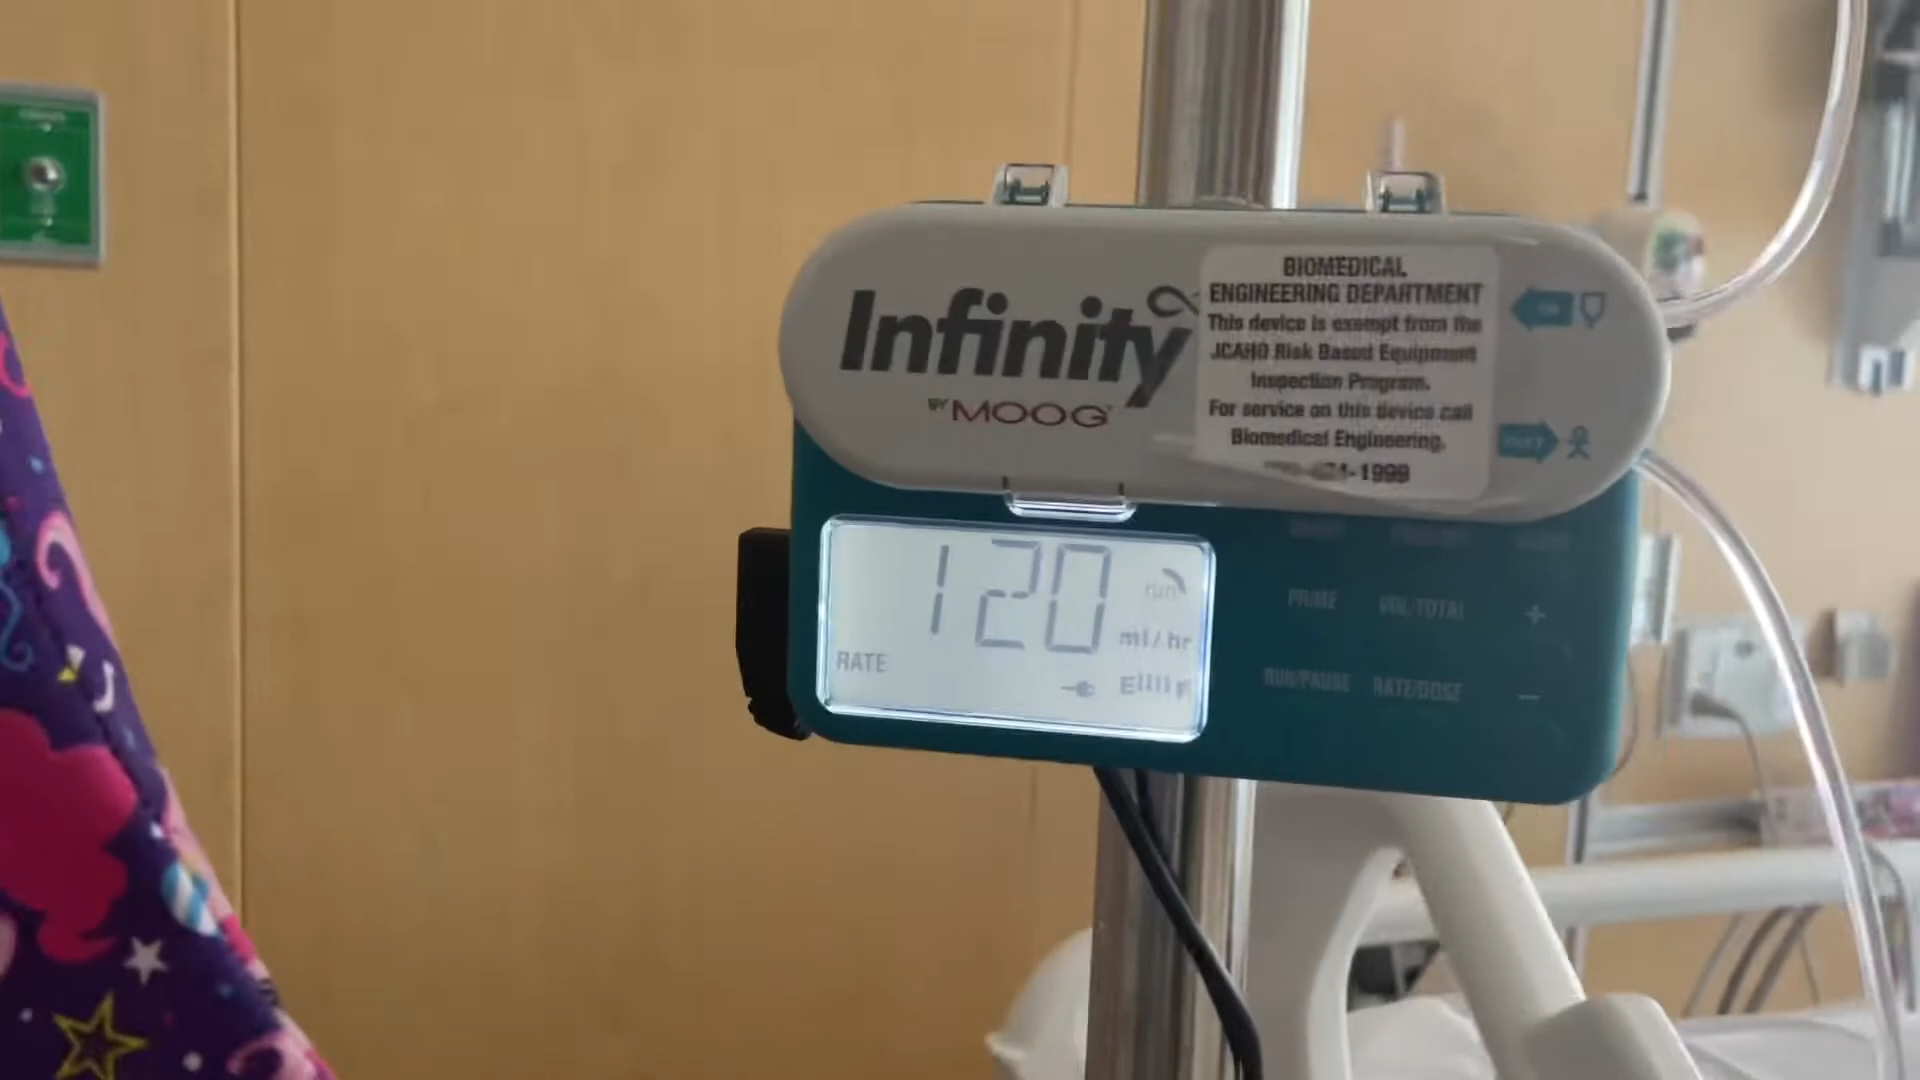 Infinity
BY MOOG
BIOMEDICAL
ENGINEERING DEPARTMENT
This device is exempt from the
JCAHO Risk Based Equipment
Inspection Program.
For service on this device call
Biomedical Engineering.
-1999
120
run
ml/hr
RATE
E
PRIME
VOL/TOTAL
+
RUN/PAUSE
RATE/DOSE
−